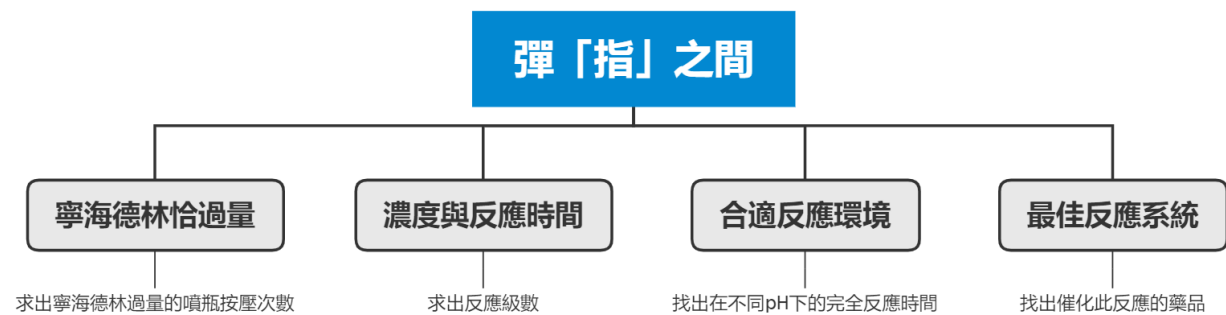 彈「指」之間
寧海德林恰過量
濃度與反應時間
合適反應環境
最佳反應系統
求出寧海德林過量的噴瓶按壓次數
求出反應級數
找出在不同pH下的完全反應時間
找出催化此反應的藥品